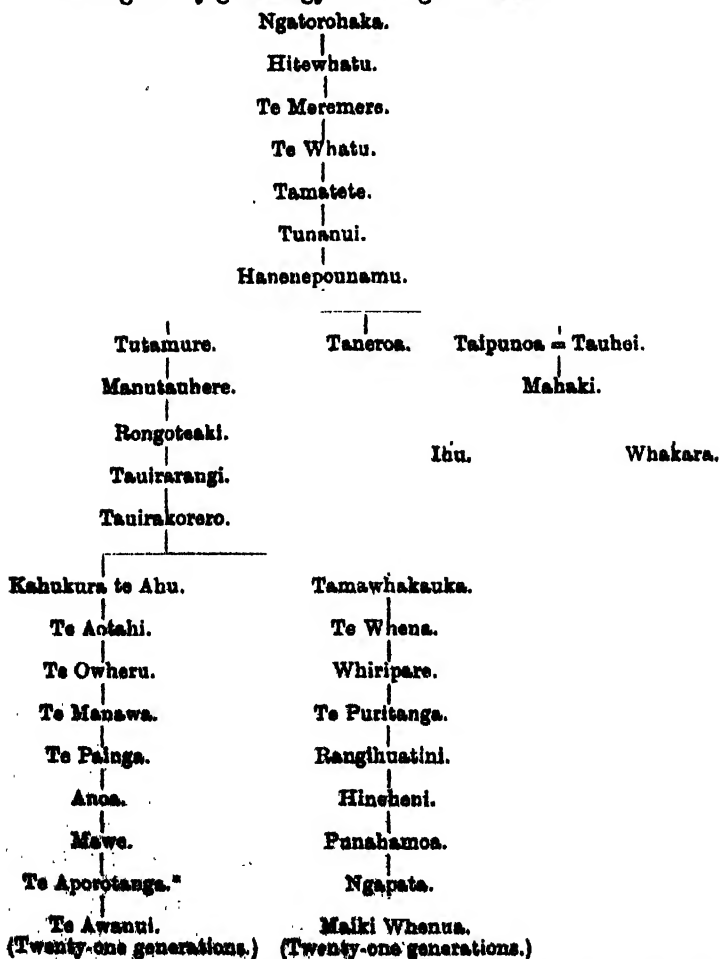 Ngatorohaka.
Hitewhatu.
Te Meremere.
Te Whatu.
Tamatete.
Tunanui.
Hanenepounamu.
Tutamure. Taneroa. Taipunoa = Tauhei.
Manutauhere. Mahaki.
Rongoteaki.
Ihu. Whakara.
Tauirarangi.
Tauirakorero.
Kahukura te Ahu. Tamawhakauka.
Te Aotahi. Te Whena.
Te Owheru. Whiripare.
Te Manawa. Te Puritanga.
Te Painga. Rangihuatini.
Anoa. Hineheni.
Mawe. Punahamoa.
Te Aporotanga.* Ngapata.
Te Awanui. Maiki Whenua.
(Twenty-one generations.) (Twenty-one generations.)